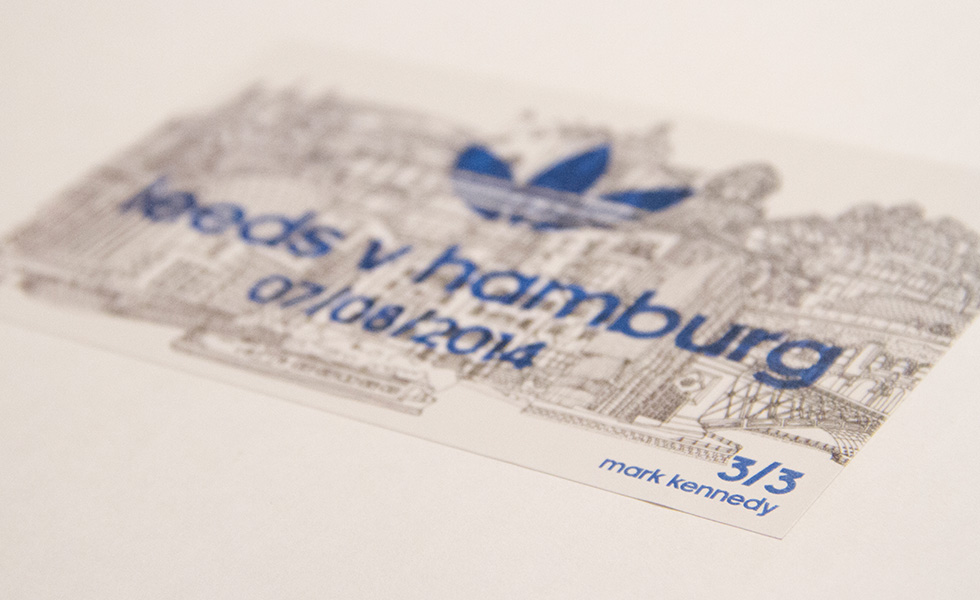 leeds v hamburg
07/08/2014
3/3
mark kennedy